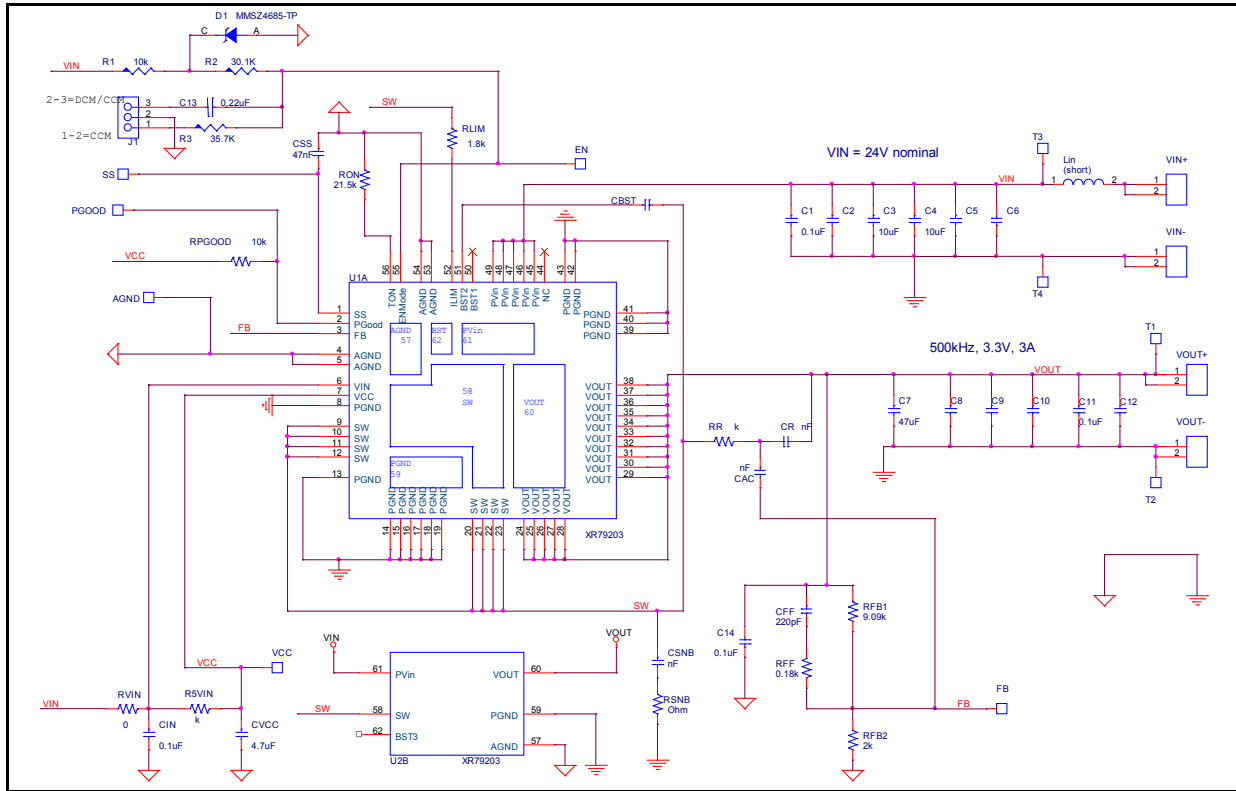 D1 MMSZ4685-TP
C A
VIN R1 10k R2 30.1K
2-3=DCM/CCM
3
2
1
C13 0.22uF
1-2=CCM
J1
R3 35.7K
SW
RLIM
1.8k
EN
CSS
47nF
RON
21.5k
SS
PGOOD
RPGOOD 10k
VCC
AGND
FB
CBST
VIN = 24V nominal
T3
Lin
(short)
1 2
VIN+
1
2
VIN
C1
0.1uF
C2
C3
10uF
C4
10uF
C5
C6
VIN-
1
2
T4
U1A
56 55 54 53 52 51 50 49 48 47 46 45 44 43 42
TON
ENMode
AGND
AGND
ILIM
BST2
BST2
PVin
PVin
PVin
PVin
PVin
NC
PGND
PGND
1 SS
2 PGood
3 FB
4 AGND
5 AGND
6 VIN
7 VCC
8 PGND
9 SW
10 SW
11 SW
12 SW
13 PGND
AGND
57
BST
62
PVin
61
58
SW
VOUT
60
PGND
59
PGND 41
PGND 40
PGND 39
VOUT 38
VOUT 37
VOUT 36
VOUT 35
VOUT 34
VOUT 33
VOUT 32
VOUT 31
VOUT 30
VOUT 29
PGND PGND PGND PGND PGND PGND
14 15 16 17 18 19
SW SW SW SW
20 21 22 23
VOUT VOUT VOUT VOUT VOUT
24 25 26 27 28
XR79203
500kHz, 3.3V, 3A
T1
VOUT+
1
2
VOUT
C7
47uF
C8
C9
C10
C11
0.1uF
C12
VOUT-
1
2
T2
RR k
CR nF
nF
CAC
SW
CSNB
nF
RSNB
Ohm
C14
0.1uF
CFF
220pF
RFF
0.18k
RFB1
9.09k
FB
FB
RFB2
2k
VCC
VCC
VIN
RVIN
0
R5VIN
k
CIN
0.1uF
CVCC
4.7uF
VIN
VOUT
61 PVin
58 SW
62 BST3
VOUT 60
PGND 59
AGND 57
SW
U2B
XR79203